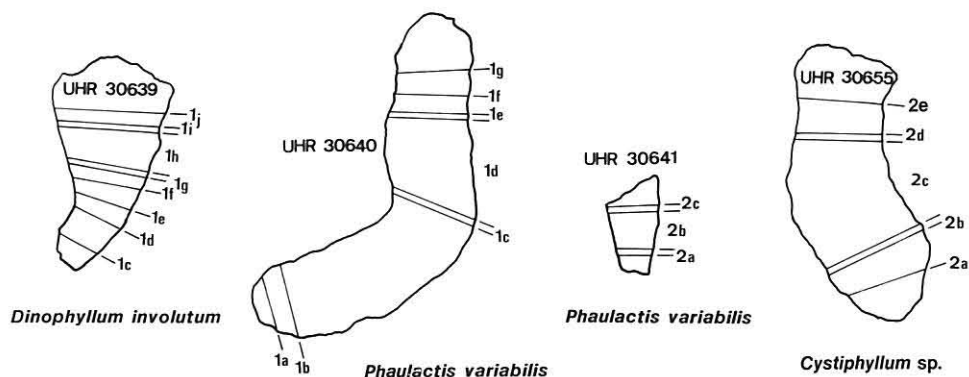 UHR 30639
1j
1i
1h
1g
1f
1e
1d
1c
Dinophyllum involutum
UHR 30640
1g
1f
1e
1d
1c
1a 1b
Phaulactis variabilis
UHR 30641
2c
2b
2a
Phaulactis variabilis
UHR 30655
2e
2d
2c
2b
2a
Cystiphyllum sp.